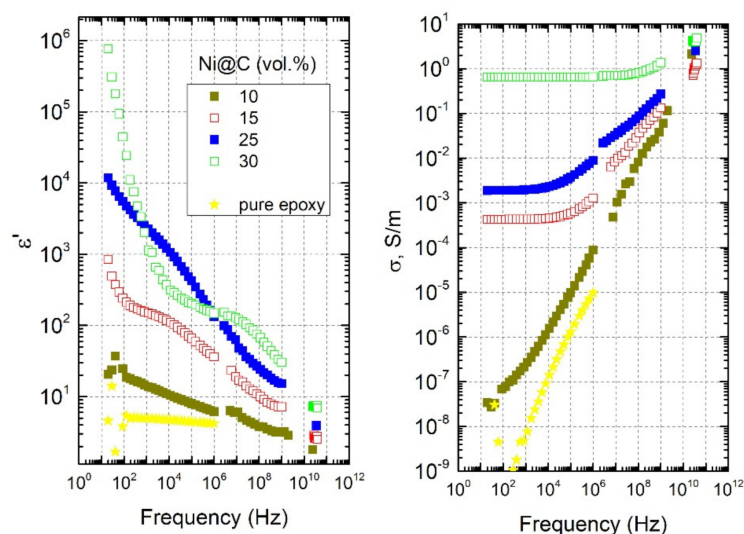 Ni@C (vol.%)
10
15
25
30
pure epoxy
10⁶
10⁵
10⁴
10³
10²
10¹
ε'
10⁰ 10² 10⁴ 10⁶ 10⁸ 10¹⁰ 10¹²
Frequency (Hz)
10¹
10⁰
10⁻¹
10⁻²
10⁻³
10⁻⁴
10⁻⁵
10⁻⁶
10⁻⁷
10⁻⁸
10⁻⁹
σ, S/m
10⁰ 10² 10⁴ 10⁶ 10⁸ 10¹⁰ 10¹²
Frequency (Hz)